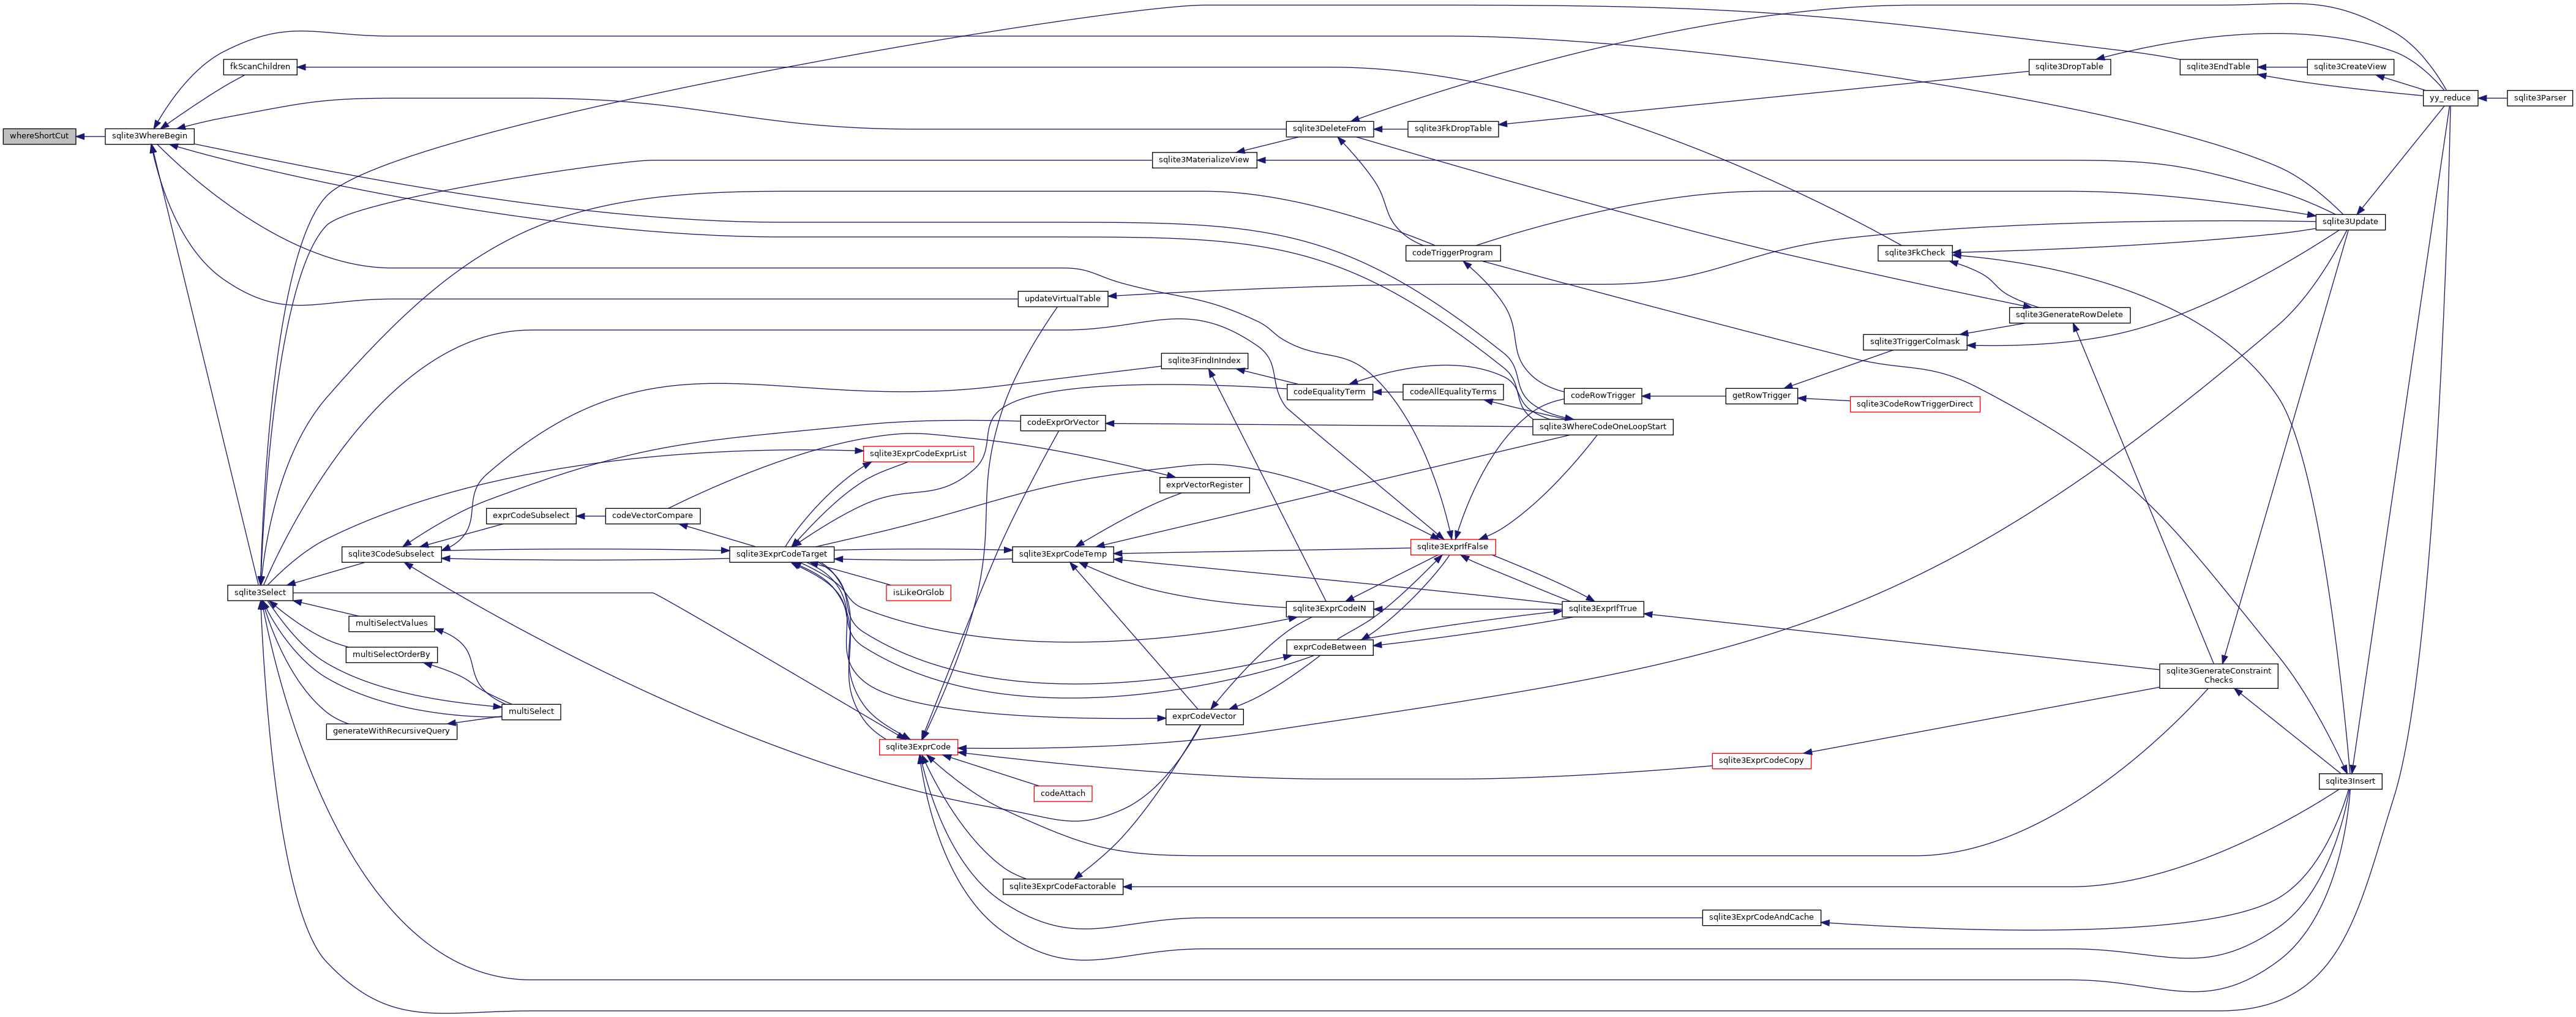 whereShortCut
sqlite3WhereBegin
fkScanChildren
sqlite3Select
sqlite3CodeSubselect
multiSelectValues
multiSelectOrderBy
generateWithRecursiveQuery
exprCodeSubselect
multiSelect
codeVectorCompare
sqlite3ExprCodeTarget
sqlite3ExprCodeExprList
isLikeOrGlob
sqlite3ExprCode
updateVirtualTable
codeExprOrVector
sqlite3ExprCodeTemp
codeAttach
sqlite3ExprCodeFactorable
sqlite3MaterializeView
sqlite3FindInIndex
exprVectorRegister
exprCodeVector
sqlite3DeleteFrom
codeEqualityTerm
sqlite3ExprCodeIN
exprCodeBetween
sqlite3FkDropTable
codeTriggerProgram
codeAllEqualityTerms
sqlite3ExprIfFalse
codeRowTrigger
sqlite3WhereCodeOneLoopStart
sqlite3ExprIfTrue
getRowTrigger
sqlite3ExprCodeCopy
sqlite3ExprCodeAndCache
sqlite3FkCheck
sqlite3TriggerColmask
sqlite3CodeRowTriggerDirect
sqlite3DropTable
sqlite3GenerateRowDelete
sqlite3EndTable
sqlite3GenerateConstraint
Checks
sqlite3CreateView
sqlite3Update
sqlite3Insert
yy_reduce
sqlite3Parser